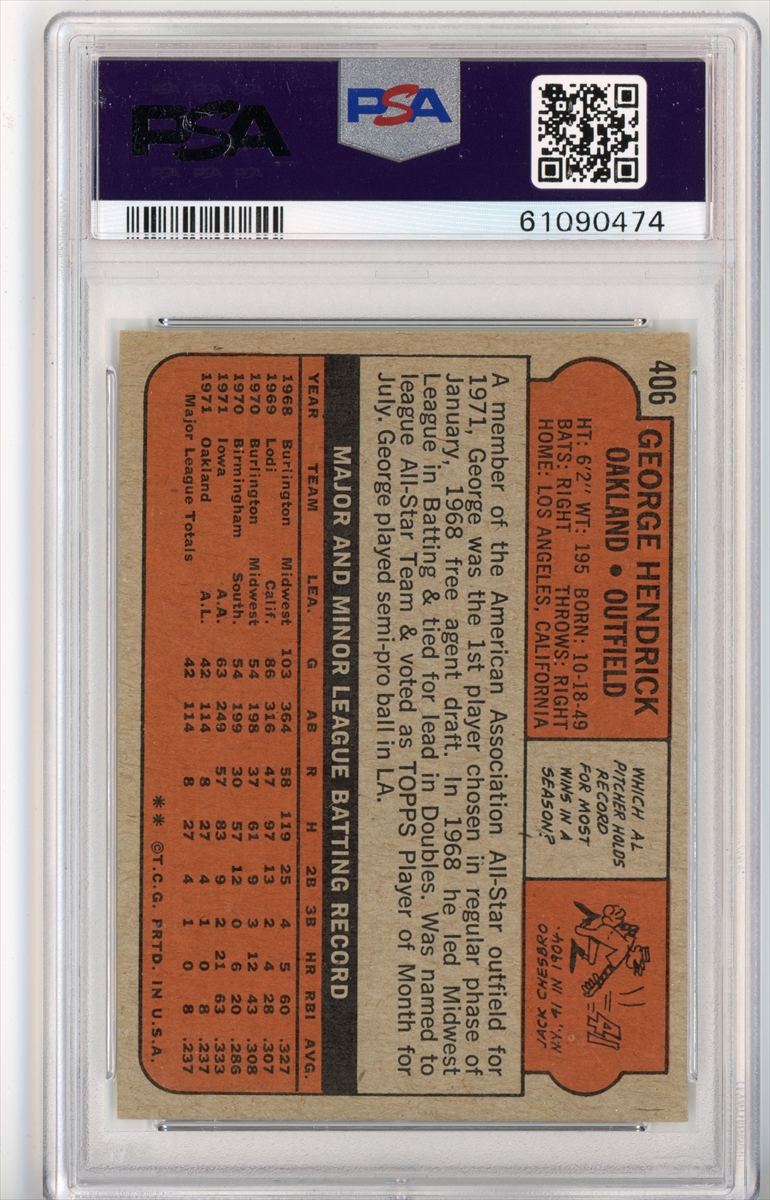 PSA
PSA
61090474
406
GEORGE HENDRICK
OAKLAND • OUTFIELD
HT: 6'2" WT: 195 BORN: 10-18-49
BATS: RIGHT THROWS: RIGHT
HOME: LOS ANGELES, CALIFORNIA
WHICH AL
PITCHER HOLDS
RECORD
FOR MOST
WINS IN A
SEASON?
JACK CHESBRO
N.Y. 41 IN 1904.
A member of the American Association All-Star outfield for
1971, George was the 1st player chosen in regular phase of
January, 1968 free agent draft. In 1968 he led Midwest
League in Batting & tied for lead in Doubles. Was named to
league All-Star Team & voted as TOPPS Player of Month for
July. George played semi-pro ball in LA.
MAJOR AND MINOR LEAGUE BATTING RECORD
YEAR TEAM LEA. G AB R H 2B 3B HR RBI AVG.
1968 Burlington Midwest 103 364 58 119 25 4 5 60 .327
1969 Lodi Calif. 86 316 47 97 13 2 4 28 .307
1970 Burlington Midwest 54 198 37 61 9 3 12 43 .308
1970 Birmingham South. 54 199 30 57 12 0 6 20 .286
1971 Iowa A.A. 63 249 57 83 9 2 21 63 .333
1971 Oakland A.L. 42 114 8 27 4 1 0 8 .237
Major League Totals 42 114 8 27 4 1 0 8 .237
** ©T.C.G. PRTD. IN U.S.A.